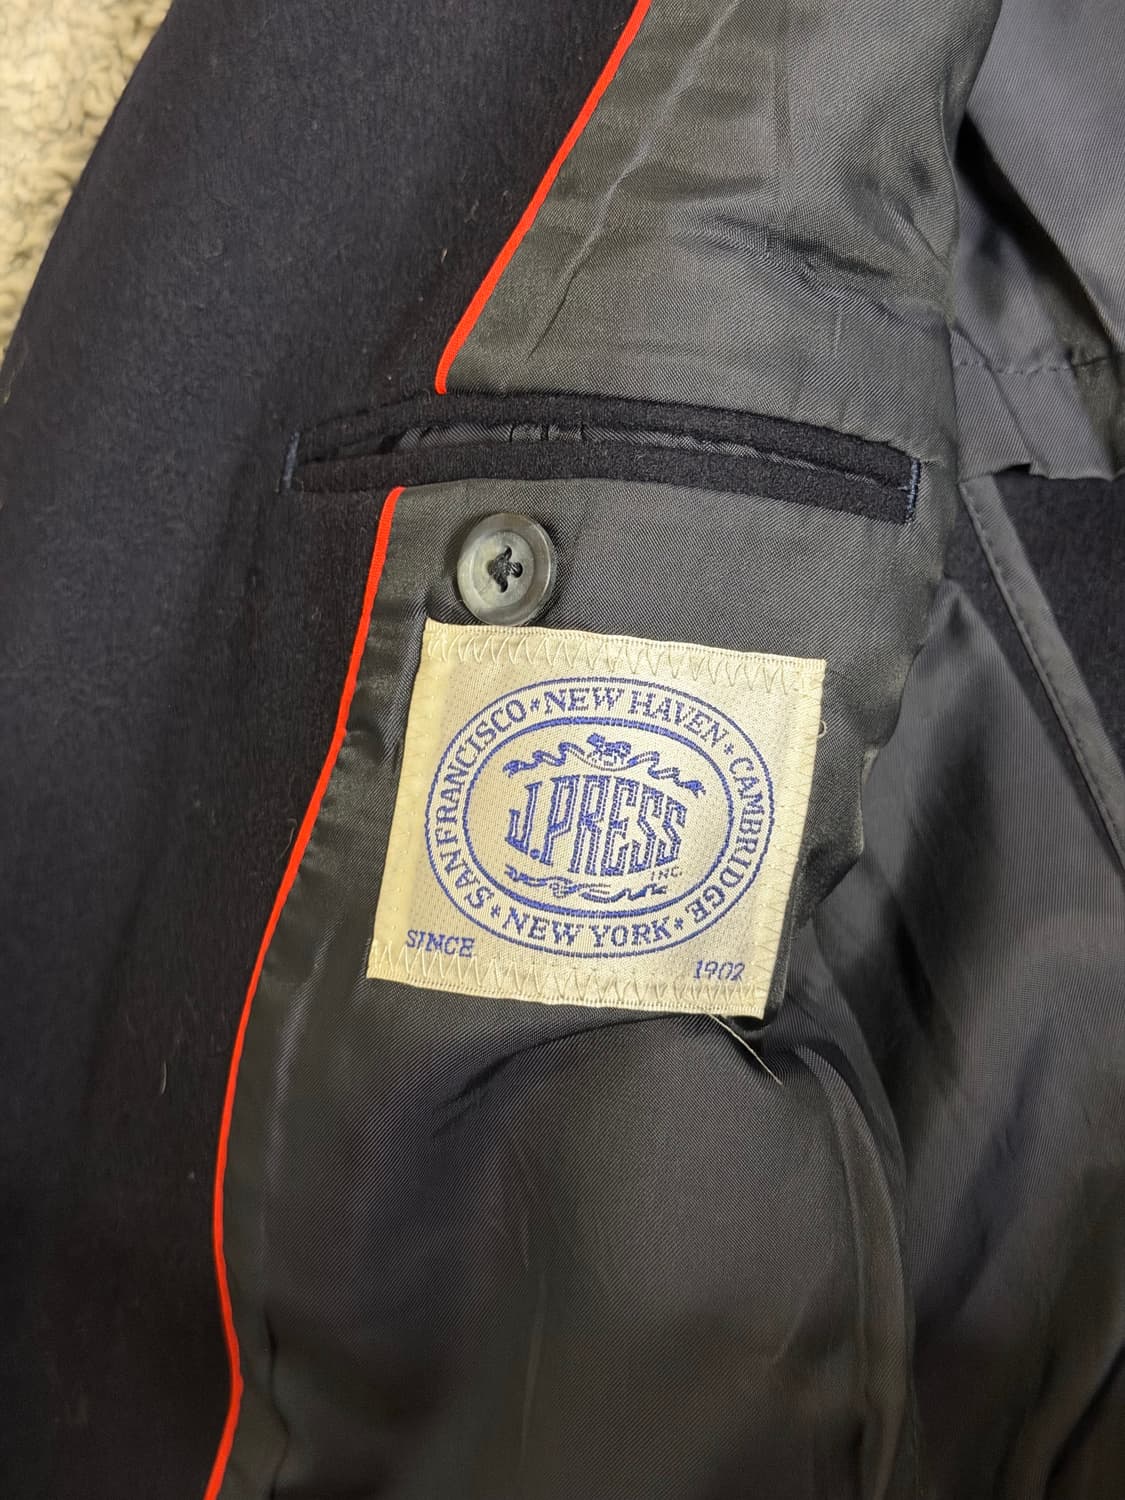 SAN FRANCISCO * NEW HAVEN * CAMBRIDGE * NEW YORK *
J.PRESS
INC.
SINCE 1902